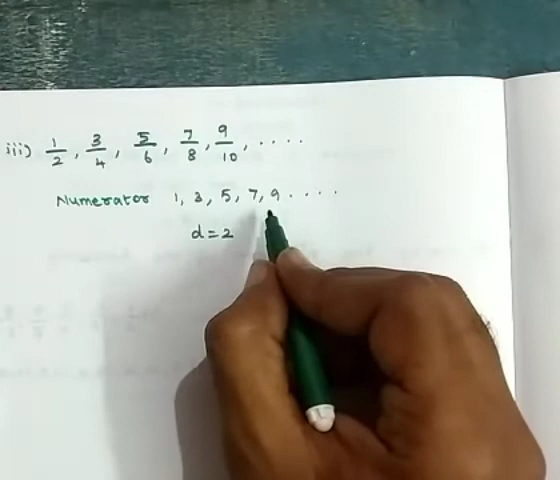 iii) 1/2, 3/4, 5/6, 7/8, 9/10, ....
Numerator 1, 3, 5, 7, 9 ....
d=2